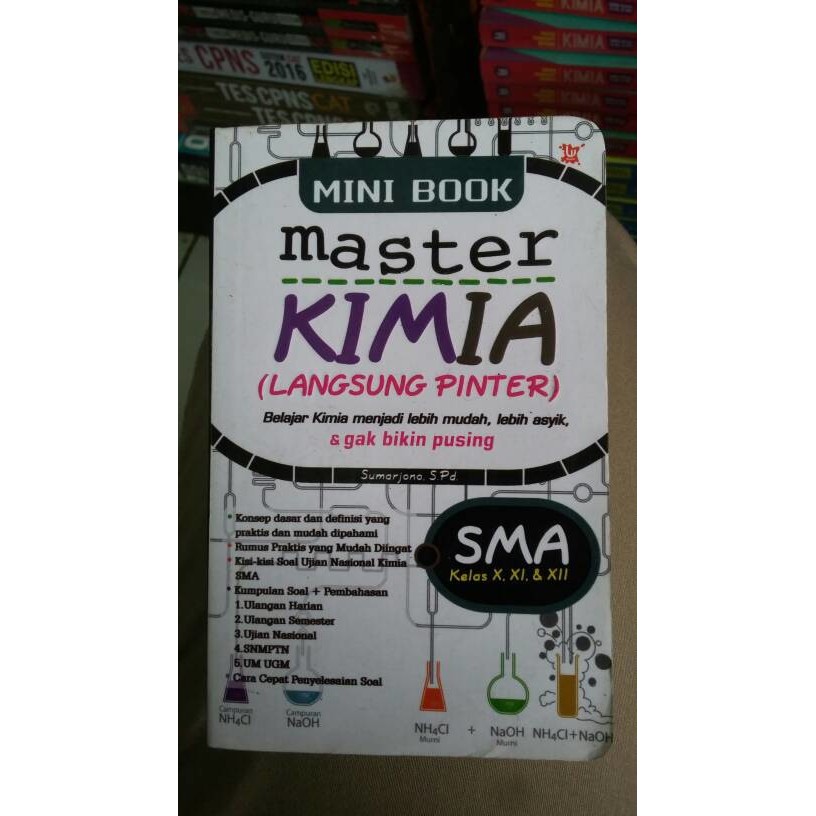 CPNS 2016 EDISI
TES CPNS CAT
TES CPNS
KIMIA
KIMIA
KIMIA
MINI BOOK
master
KIMIA
(LANGSUNG PINTER)
Belajar Kimia menjadi lebih mudah, lebih asyik,
& gak bikin pusing
Sumarjono, S.Pd.
• Konsep dasar dan definisi yang
praktis dan mudah dipahami
• Rumus Praktis yang Mudah Diingat
• Kisi-kisi Soal Ujian Nasional Kimia
SMA
• Kumpulan Soal + Pembahasan
1.Ulangan Harian
2.Ulangan Semester
3.Ujian Nasional
4.SNMPTN
5.UM UGM
• Cara Cepat Penyelesaian Soal
SMA
Kelas X, XI, & XII
Campuran
NH4Cl
Campuran
NaOH
NH4Cl
Murni
+
NaOH
Murni
NH4Cl+NaOH